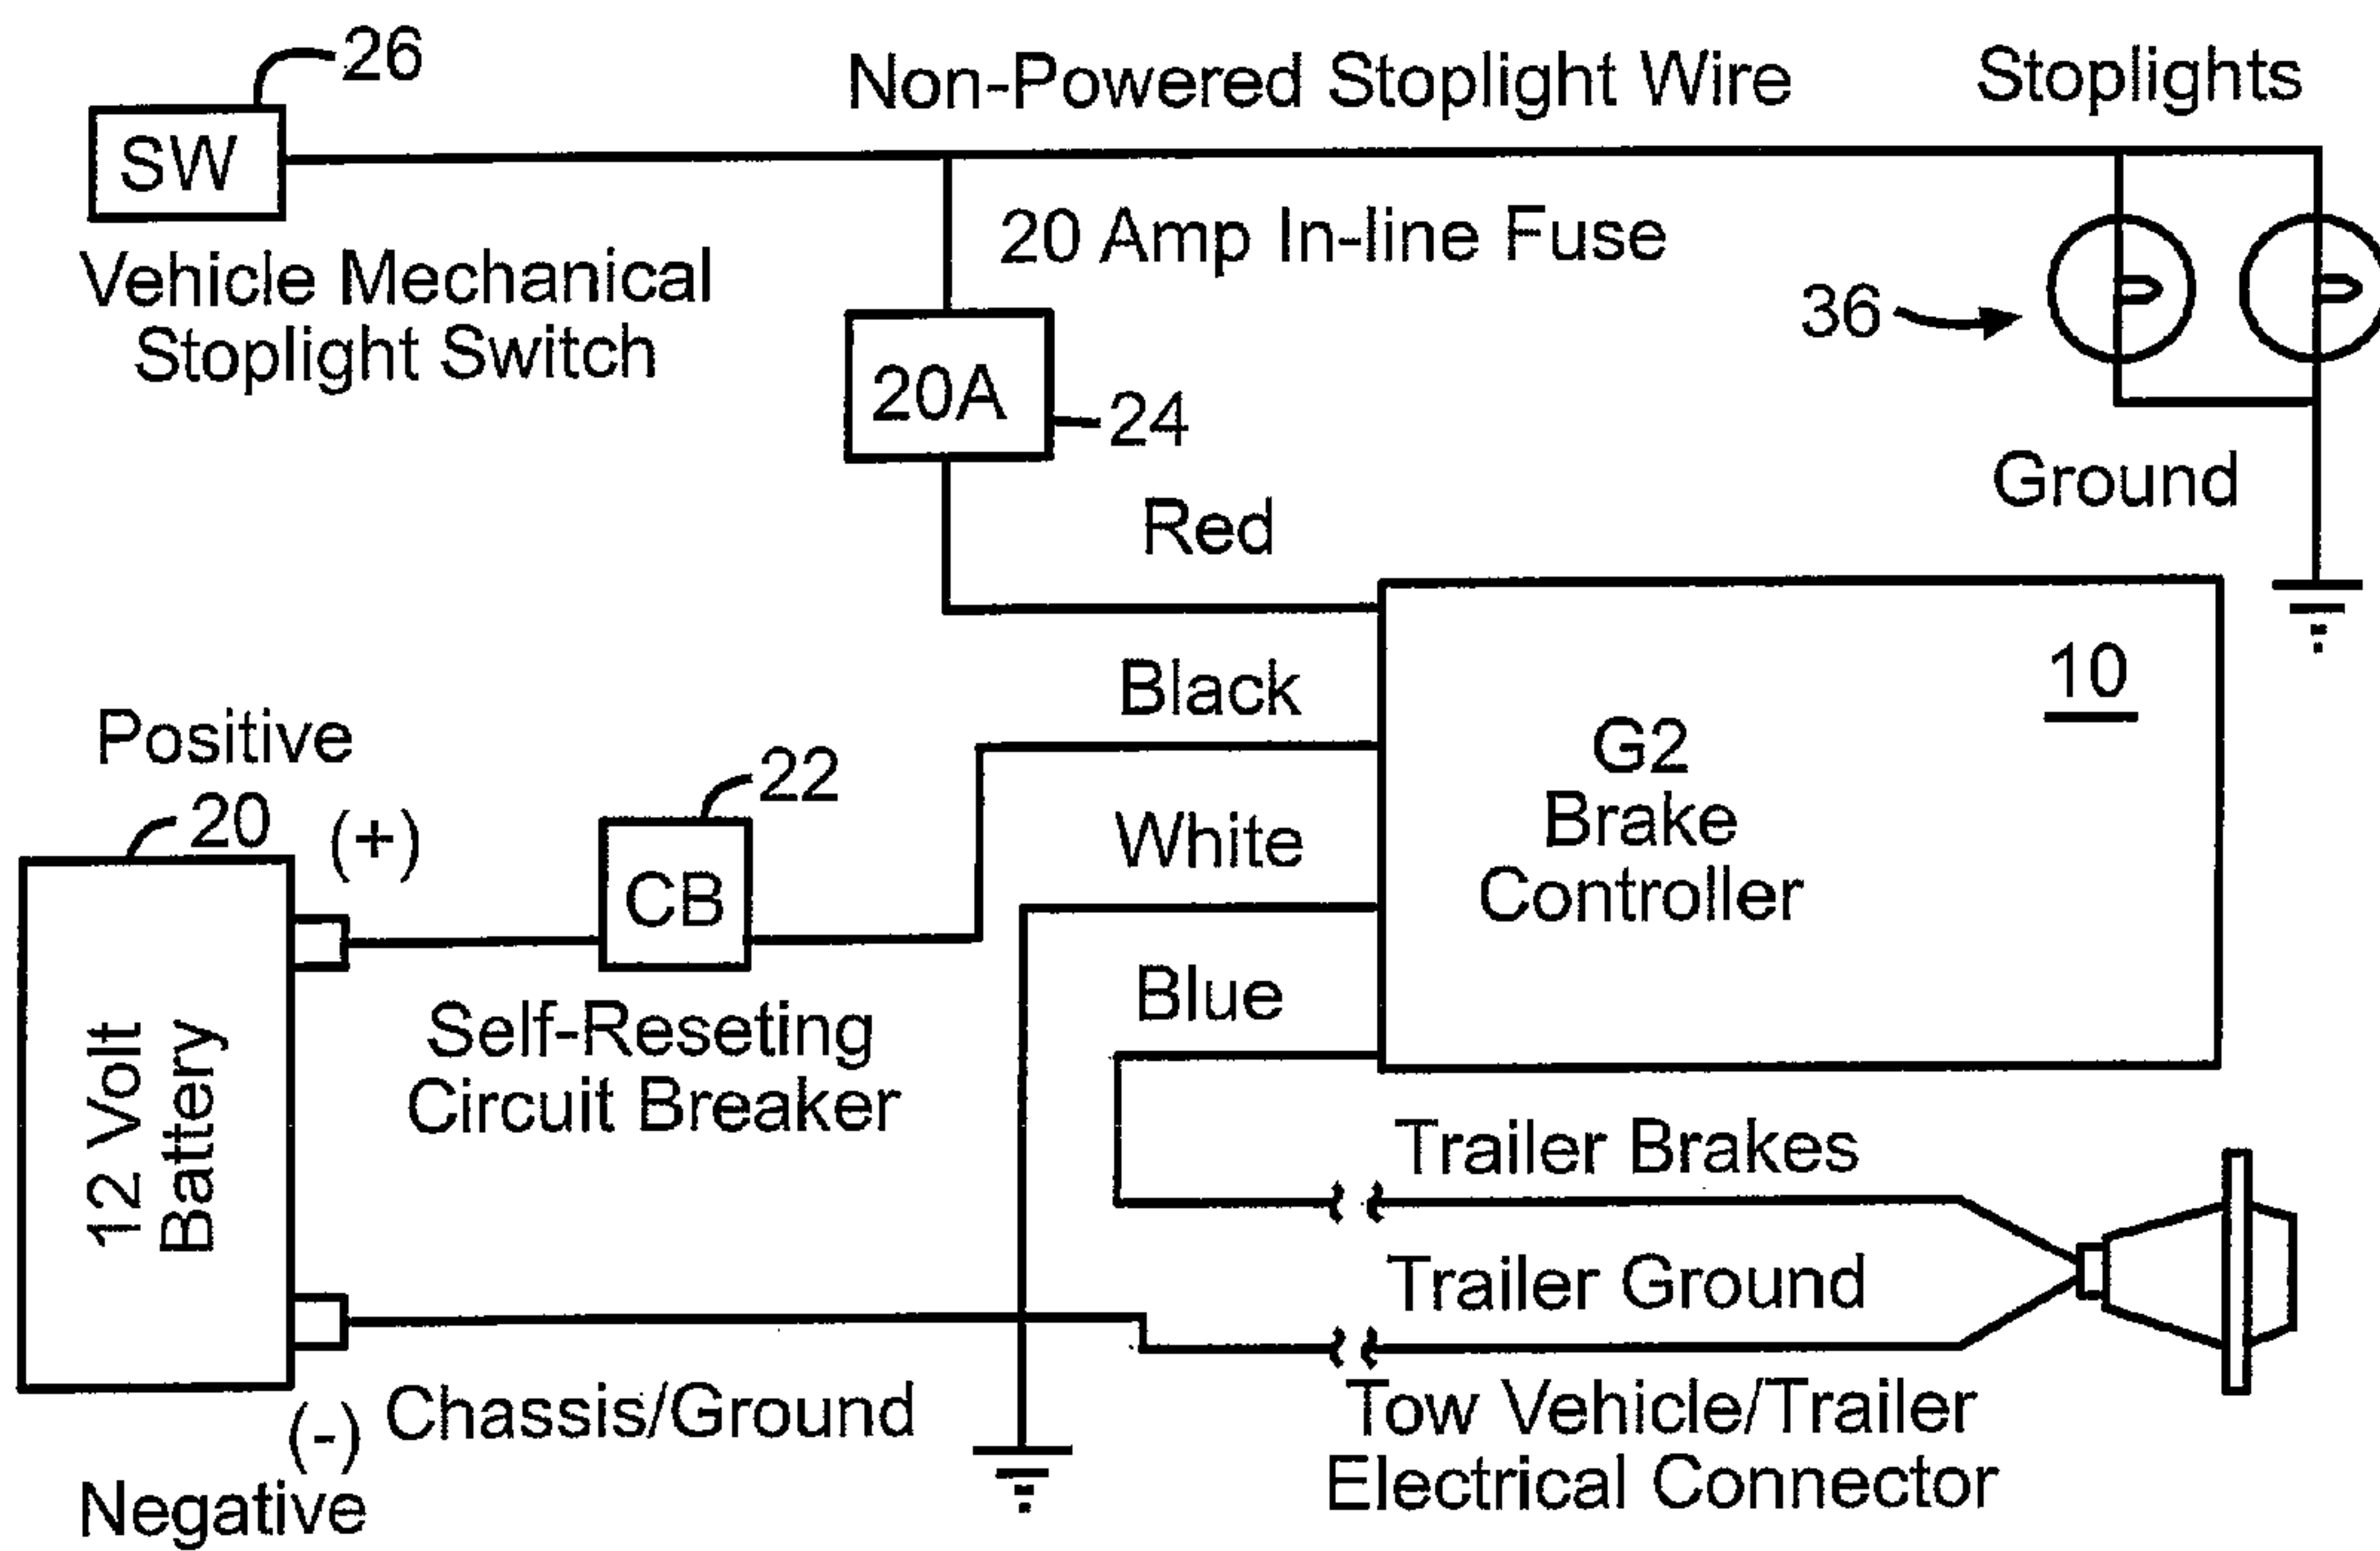 26
Non-Powered Stoplight Wire
Stoplights
SW
Vehicle Mechanical
Stoplight Switch
20 Amp In-line Fuse
36
20A
24
Ground
Red
10
Black
G2
Brake
Controller
Positive
20
(+)
22
CB
White
Self-Reseting
Circuit Breaker
Blue
12 Volt
Battery
Trailer Brakes
Trailer Ground
(-)
Chassis/Ground
Negative
Tow Vehicle/Trailer
Electrical Connector